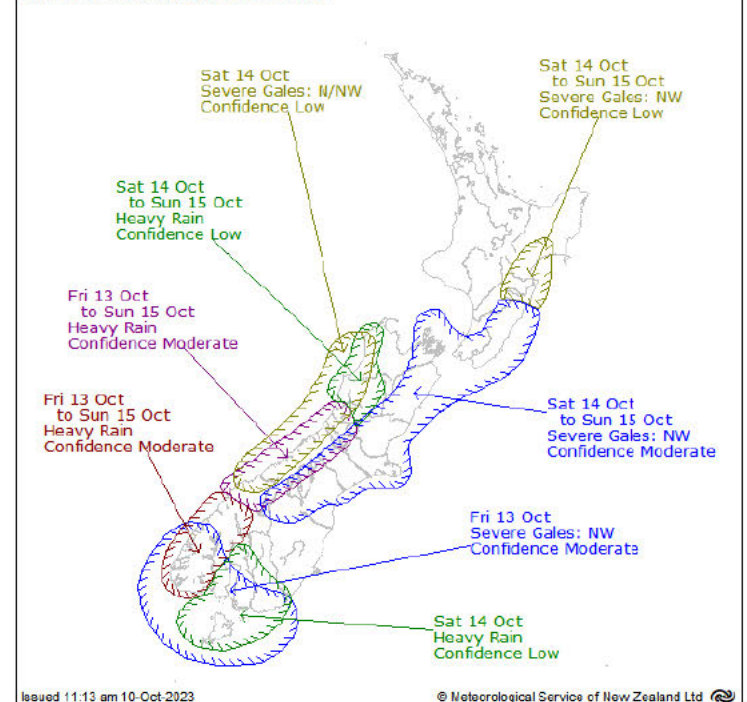 Sat 14 Oct
Severe Gales: N/NW
Confidence Low
Sat 14 Oct
to Sun 15 Oct
Severe Gales: NW
Confidence Low
Sat 14 Oct
to Sun 15 Oct
Heavy Rain
Confidence Low
Fri 13 Oct
to Sun 15 Oct
Heavy Rain
Confidence Moderate
Fri 13 Oct
to Sun 15 Oct
Heavy Rain
Confidence Moderate
Sat 14 Oct
to Sun 15 Oct
Severe Gales: NW
Confidence Moderate
Fri 13 Oct
Severe Gales: NW
Confidence Moderate
Sat 14 Oct
Heavy Rain
Confidence Low
Issued 11:13 am 10-Oct-2023
© Meteorological Service of New Zealand Ltd